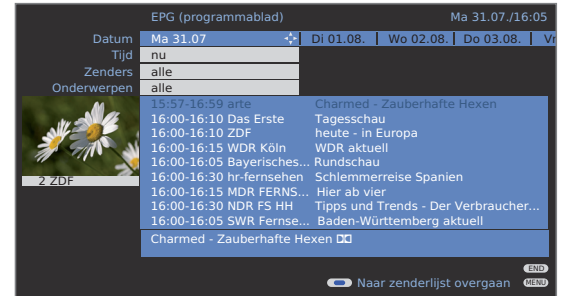 EPG (programmablad) Ma 31.07./16:05
Datum Ma 31.07 Di 01.08. Wo 02.08. Do 03.08. Vr
Tijd nu
Zenders alle
Onderwerpen alle
15:57-16:59 arte Charmed - Zauberhafte Hexen
16:00-16:10 Das Erste Tagesschau
16:00-16:10 ZDF heute - in Europa
16:00-16:15 WDR Köln WDR aktuell
16:00-16:05 Bayerisches... Rundschau
16:00-16:30 hr-fernsehen Schlemmerreise Spanien
16:00-16:15 MDR FERNS... Hier ab vier
16:00-16:30 NDR FS HH Tipps und Trends - Der Verbraucher...
16:00-16:05 SWR Fernse... Baden-Württemberg aktuell
2 ZDF
Charmed - Zauberhafte Hexen
END
Naar zenderlijst overgaan MENU